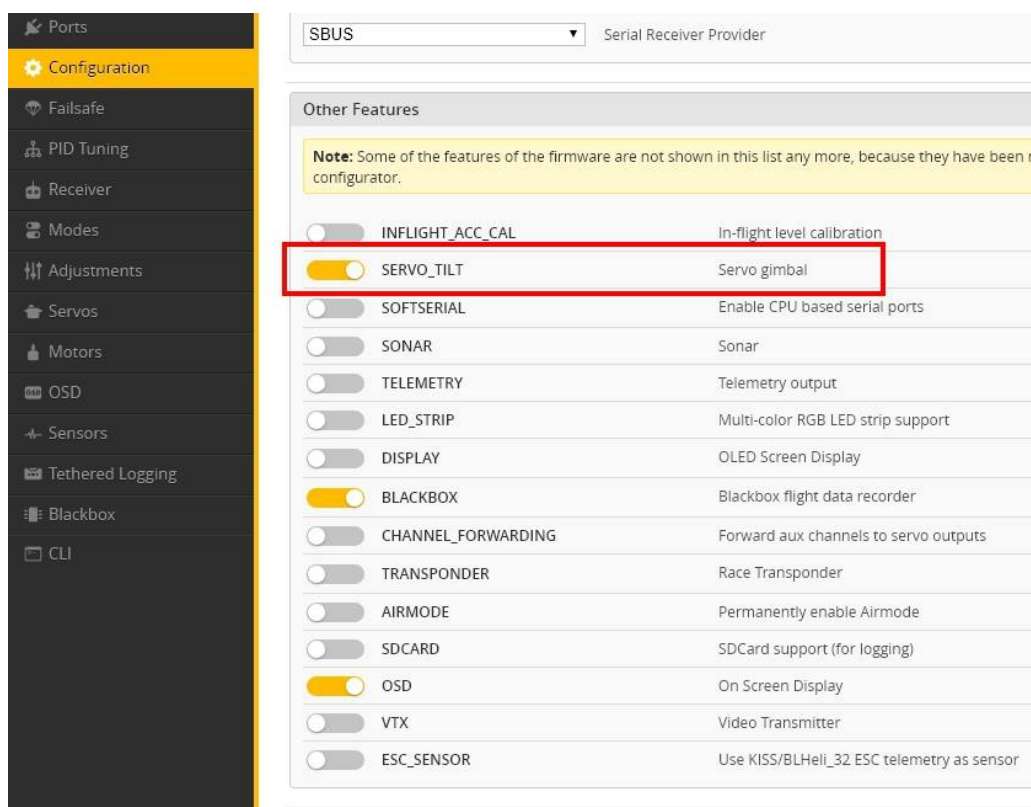 Ports
Configuration
Failsafe
PID Tuning
Receiver
Modes
Adjustments
Servos
Motors
OSD
Sensors
Tethered Logging
Blackbox
CLI
SBUS
Serial Receiver Provider
Other Features
Note: Some of the features of the firmware are not shown in this list any more, because they have been
configurator.
INFLIGHT_ACC_CAL In-flight level calibration
SERVO_TILT Servo gimbal
SOFTSERIAL Enable CPU based serial ports
SONAR Sonar
TELEMETRY Telemetry output
LED_STRIP Multi-color RGB LED strip support
DISPLAY OLED Screen Display
BLACKBOX Blackbox flight data recorder
CHANNEL_FORWARDING Forward aux channels to servo outputs
TRANSPONDER Race Transponder
AIRMODE Permanently enable Airmode
SDCARD SDCard support (for logging)
OSD On Screen Display
VTX Video Transmitter
ESC_SENSOR Use KISS/BLHeli_32 ESC telemetry as sensor